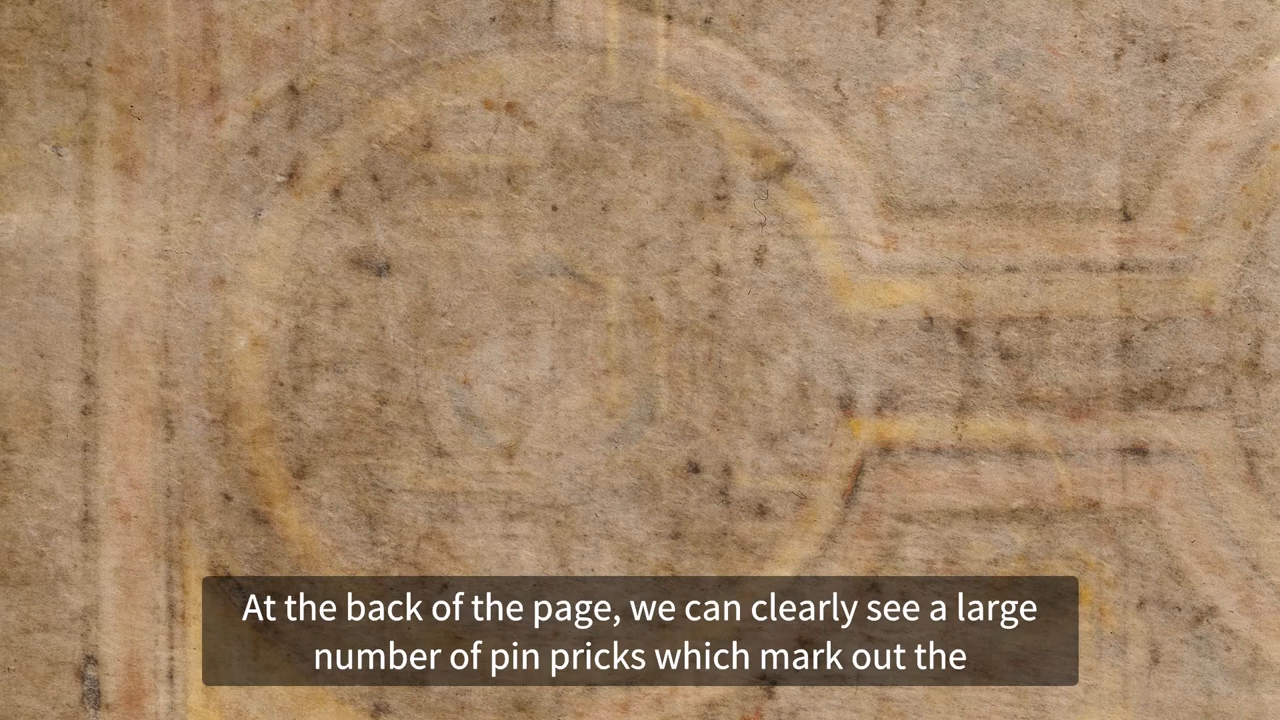 At the back of the page, we can clearly see a large
number of pin pricks which mark out the